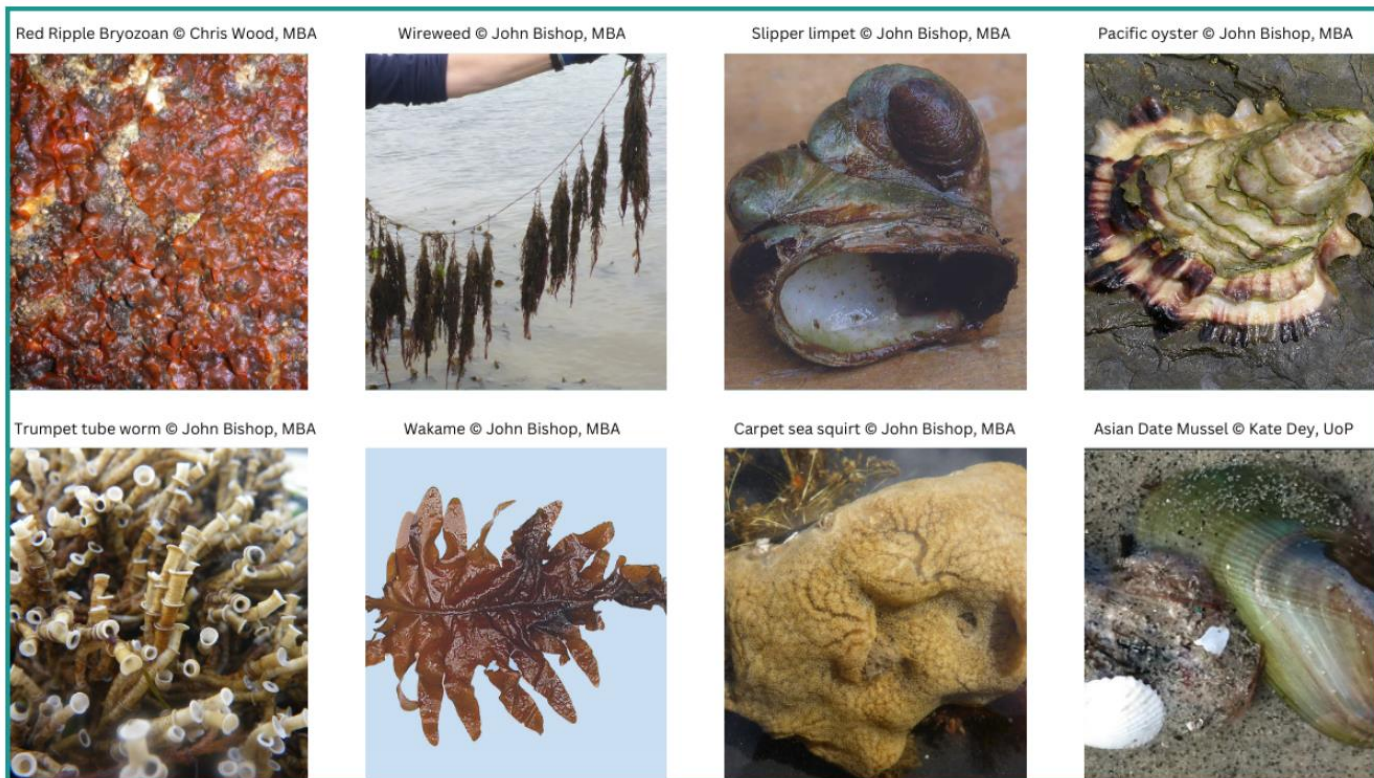 Red Ripple Bryozoan © Chris Wood, MBA
Wireweed © John Bishop, MBA
Slipper limpet © John Bishop, MBA
Pacific oyster © John Bishop, MBA
Trumpet tube worm © John Bishop, MBA
Wakame © John Bishop, MBA
Carpet sea squirt © John Bishop, MBA
Asian Date Mussel © Kate Dey, UoP